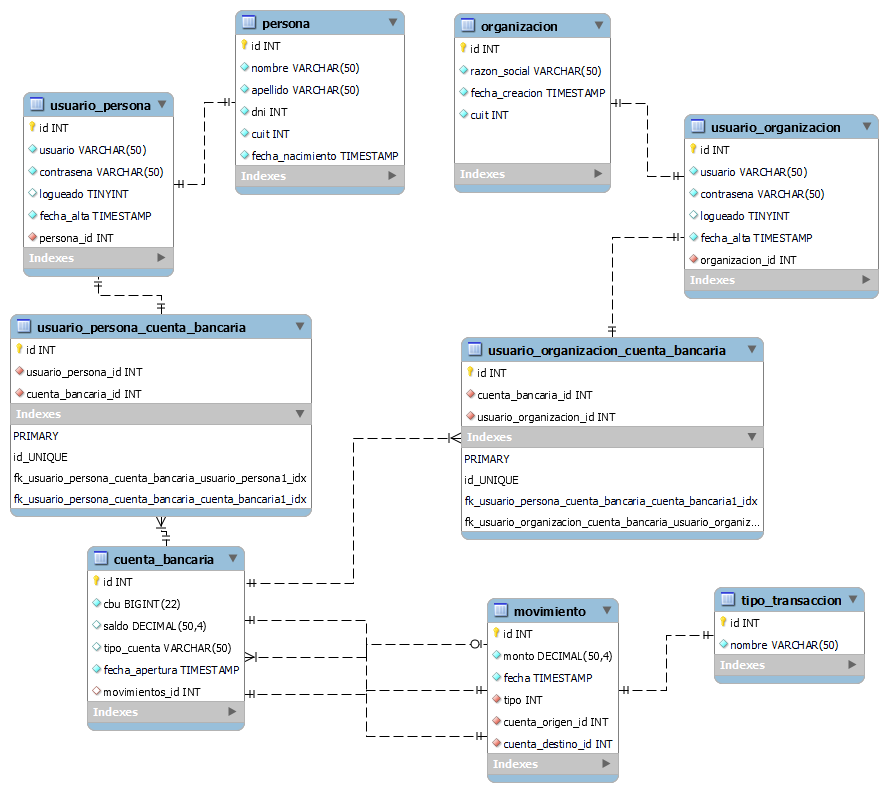 persona
id INT
nombre VARCHAR(50)
apellido VARCHAR(50)
dni INT
cuit INT
fecha_nacimiento TIMESTAMP
Indexes
organizacion
id INT
razon_social VARCHAR(50)
fecha_creacion TIMESTAMP
cuit INT
Indexes
usuario_persona
id INT
usuario VARCHAR(50)
contrasena VARCHAR(50)
logueado TINYINT
fecha_alta TIMESTAMP
persona_id INT
Indexes
usuario_organizacion
id INT
usuario VARCHAR(50)
contrasena VARCHAR(50)
logueado TINYINT
fecha_alta TIMESTAMP
organizacion_id INT
Indexes
usuario_persona_cuenta_bancaria
id INT
usuario_persona_id INT
cuenta_bancaria_id INT
Indexes
PRIMARY
id_UNIQUE
fk_usuario_persona_cuenta_bancaria_usuario_persona1_idx
fk_usuario_persona_cuenta_bancaria_cuenta_bancaria1_idx
usuario_organizacion_cuenta_bancaria
id INT
cuenta_bancaria_id INT
usuario_organizacion_id INT
Indexes
PRIMARY
id_UNIQUE
fk_usuario_persona_cuenta_bancaria_cuenta_bancaria1_idx
fk_usuario_organizacion_cuenta_bancaria_usuario_organiz...
cuenta_bancaria
id INT
cbu BIGINT(22)
saldo DECIMAL(50,4)
tipo_cuenta VARCHAR(50)
fecha_apertura TIMESTAMP
movimientos_id INT
Indexes
movimiento
id INT
monto DECIMAL(50,4)
fecha TIMESTAMP
tipo INT
cuenta_origen_id INT
cuenta_destino_id INT
Indexes
tipo_transaccion
id INT
nombre VARCHAR(50)
Indexes